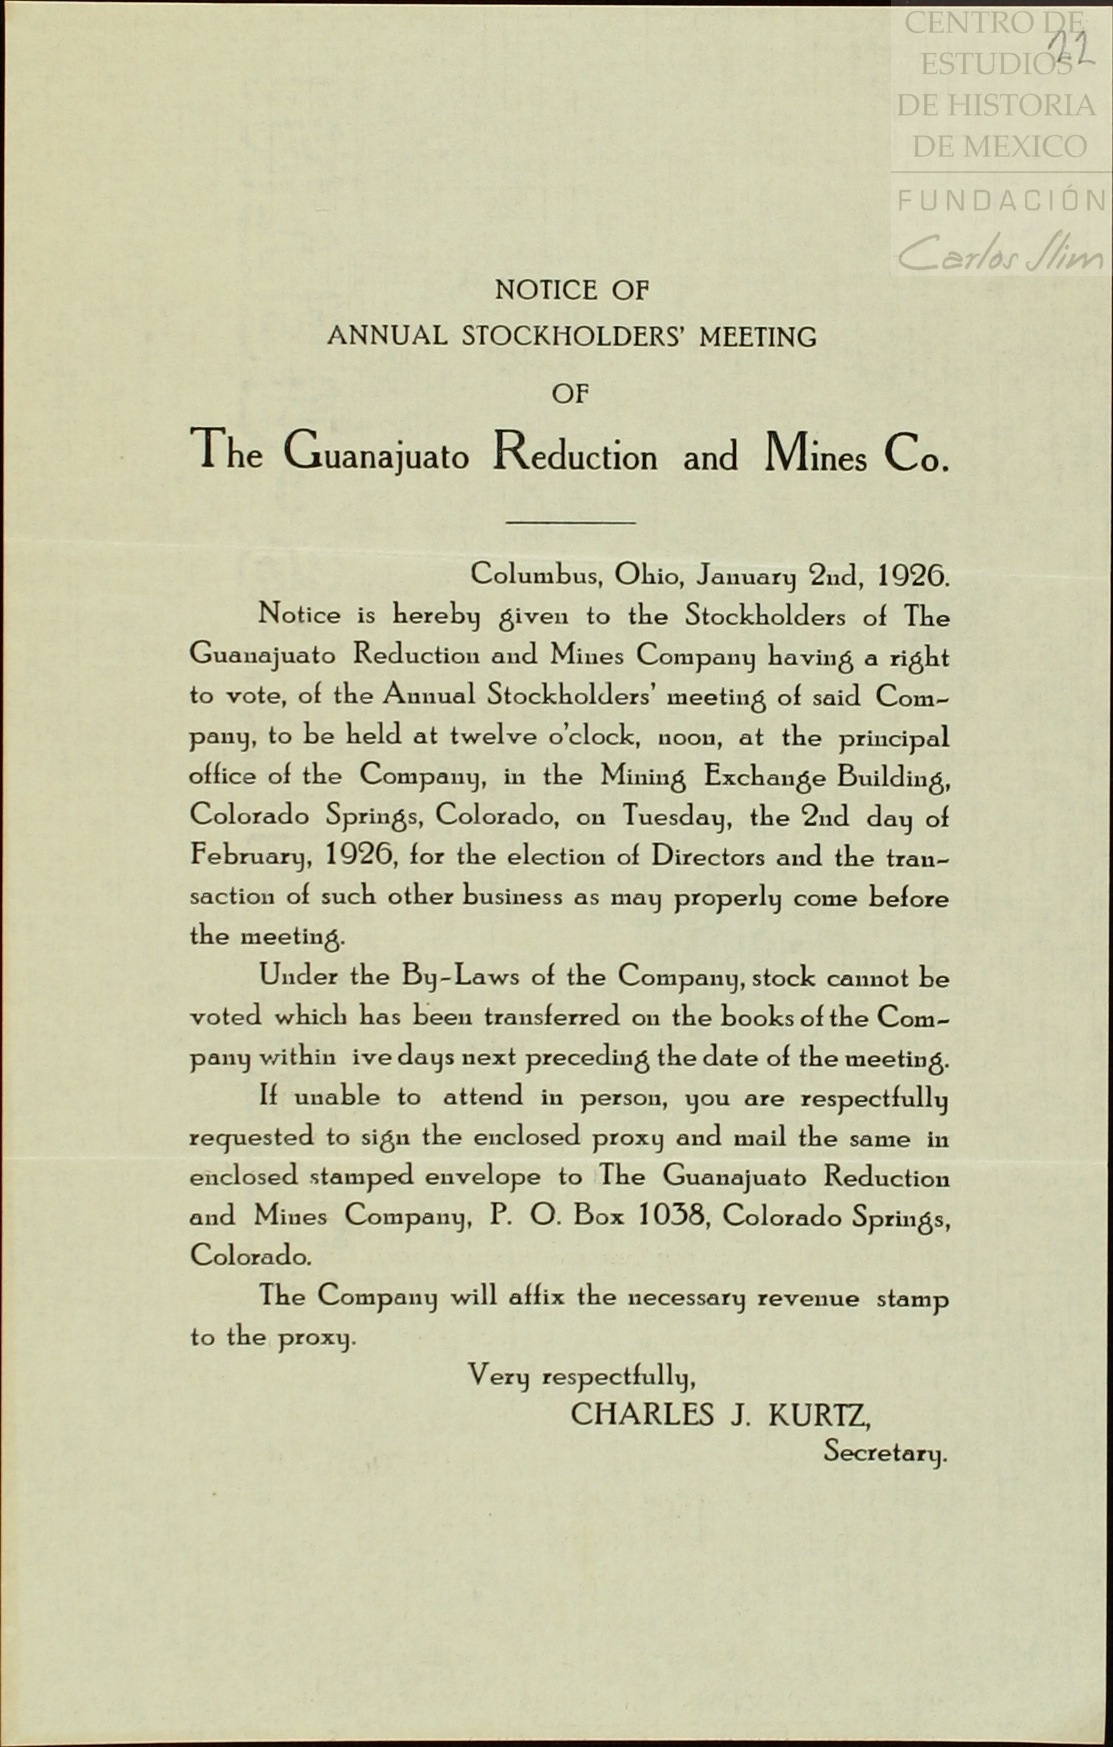 CENTRO DE
ESTUDIOS
DE HISTORIA
DE MEXICO
FUNDACIÓN
Carlos Slim
22
NOTICE OF
ANNUAL STOCKHOLDERS' MEETING
OF
The Guanajuato Reduction and Mines Co.
Columbus, Ohio, January 2nd, 1926.
Notice is hereby given to the Stockholders of The
Guanajuato Reduction and Mines Company having a right
to vote, of the Annual Stockholders' meeting of said Com-
pany, to be held at twelve o'clock, noon, at the principal
office of the Company, in the Mining Exchange Building,
Colorado Springs, Colorado, on Tuesday, the 2nd day of
February, 1926, for the election of Directors and the tran-
saction of such other business as may properly come before
the meeting.
Under the By-Laws of the Company, stock cannot be
voted which has been transferred on the books of the Com-
pany within ive days next preceding the date of the meeting.
If unable to attend in person, you are respectfully
requested to sign the enclosed proxy and mail the same in
enclosed stamped envelope to The Guanajuato Reduction
and Mines Company, P. O. Box 1038, Colorado Springs,
Colorado.
The Company will affix the necessary revenue stamp
to the proxy.
Very respectfully,
CHARLES J. KURTZ,
Secretary.